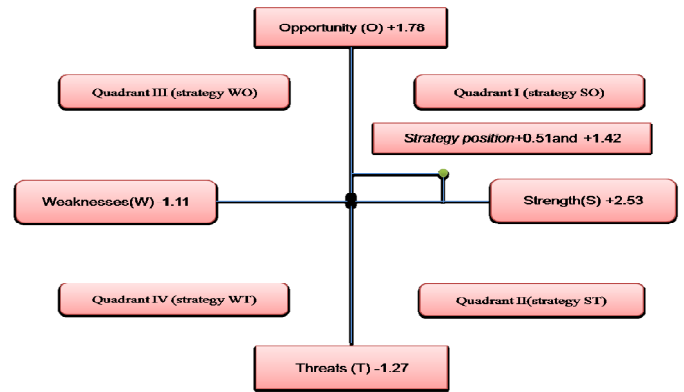 Opportunity (O) +1.78
Quadrant III (strategy WO)
Quadrant I (strategy SO)
Strategy position+0.51and +1.42
Weaknesses(W) 1.11
Strength(S) +2.53
Quadrant IV (strategy WT)
Quadrant II(strategy ST)
Threats (T) -1.27